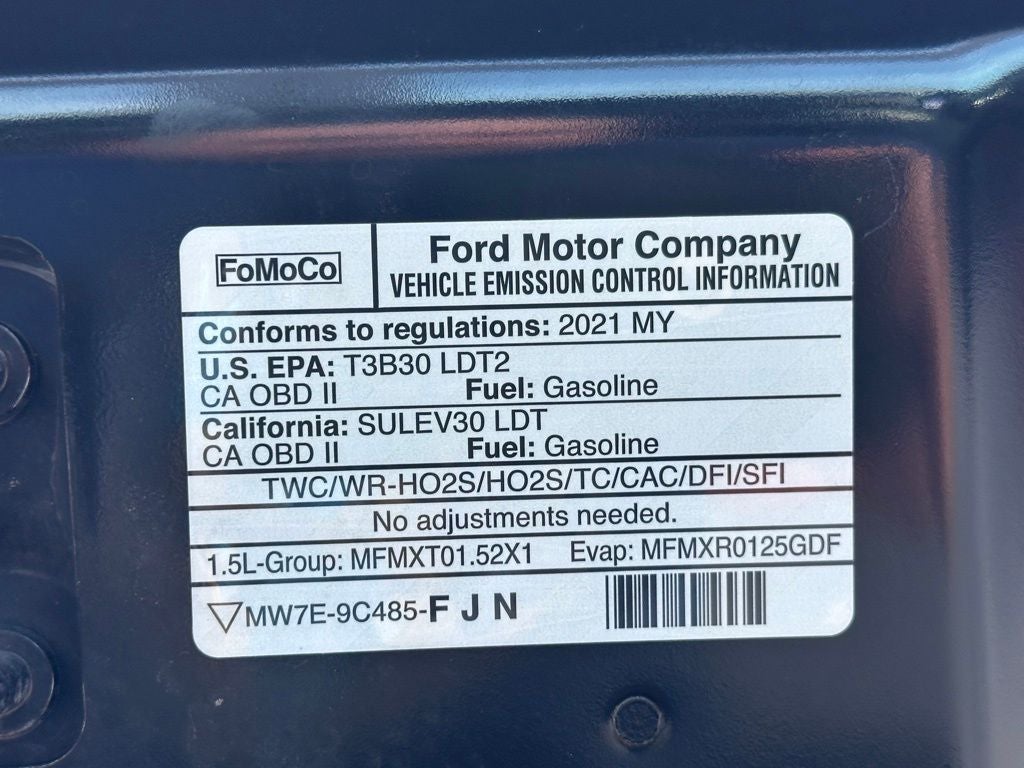 FoMoCo
Ford Motor Company
VEHICLE EMISSION CONTROL INFORMATION
Conforms to regulations: 2021 MY
U.S. EPA: T3B30 LDT2
CA OBD II Fuel: Gasoline
California: SULEV30 LDT
CA OBD II Fuel: Gasoline
TWC/WR-HO2S/HO2S/TC/CAC/DFI/SFI
No adjustments needed.
1.5L-Group: MFMXT01.52X1 Evap: MFMXR0125GDF
MW7E-9C485-F J N